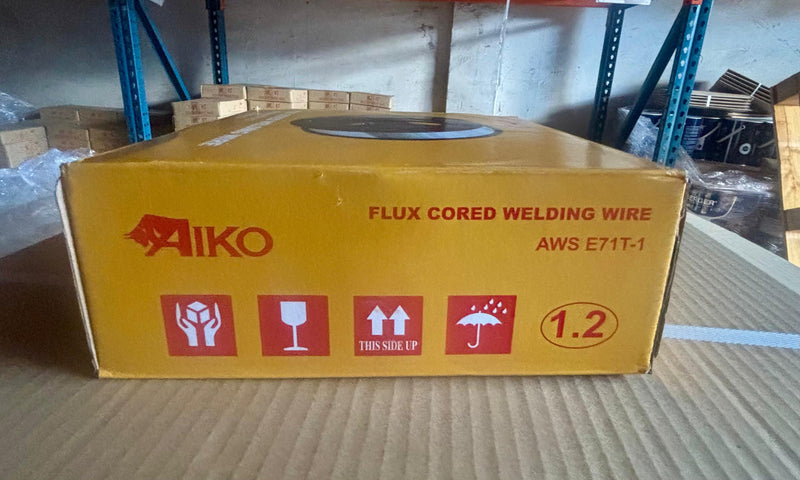 AIKO
FLUX CORED WELDING WIRE
AWS E71T-1
THIS SIDE UP
1.2